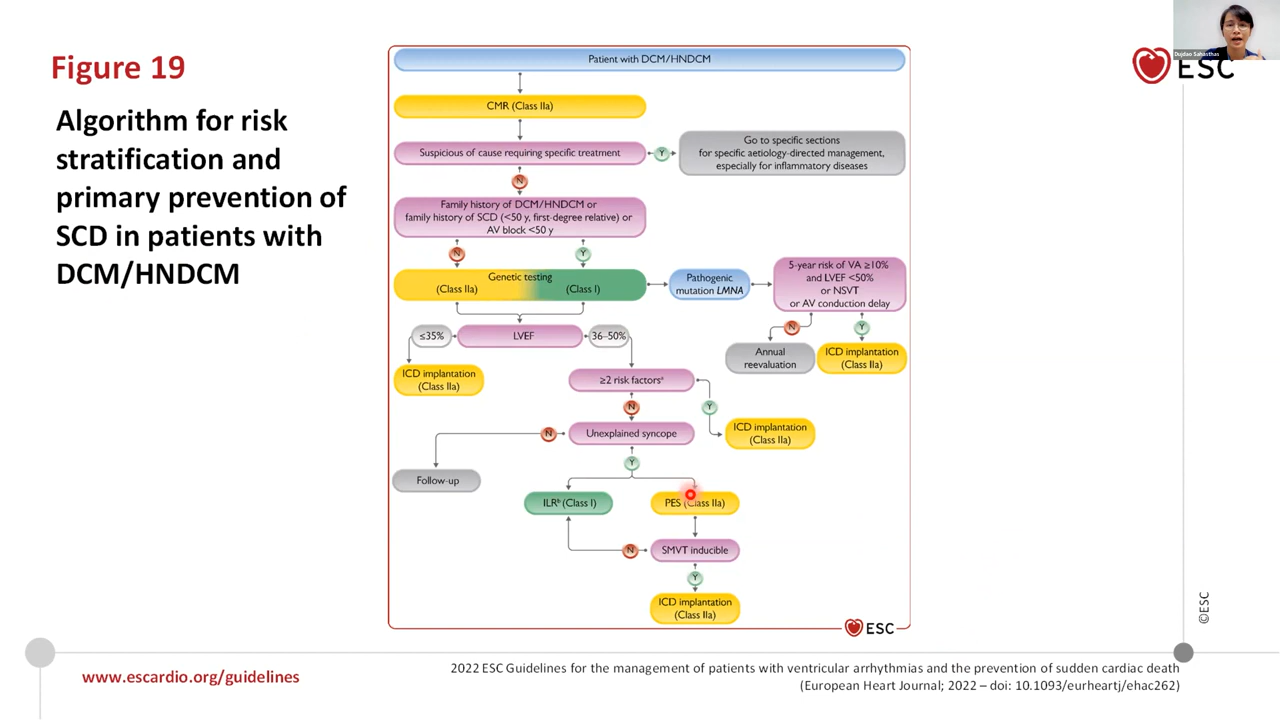 Figure 19
Algorithm for risk
stratification and
primary prevention of
SCD in patients with
DCM/HNDCM
Patient with DCM/HNDCM
CMR (Class IIa)
Suspicious of cause requiring specific treatment
Y
Go to specific sections
for specific aetiology-directed management,
especially for inflammatory diseases
N
Family history of DCM/HNDCM or
family history of SCD (<50 y, first-degree relative) or
AV block <50 y
N
Y
Genetic testing
(Class IIa)
(Class I)
Pathogenic
mutation LMNA
5-year risk of VA ≥10%
and LVEF <50%
or NSVT
or AV conduction delay
N
Y
Annual
reevaluation
ICD implantation
(Class IIa)
≤35%
LVEF
36–50%
ICD implantation
(Class IIa)
≥2 risk factorsᵃ
N
Y
ICD implantation
(Class IIa)
Unexplained syncope
N
Follow-up
Y
ILRᵇ (Class I)
PES (Class IIa)
SMVT inducible
N
Y
ICD implantation
(Class IIa)
ESC
Dujdao Sahasthas
ESC
©ESC
www.escardio.org/guidelines
2022 ESC Guidelines for the management of patients with ventricular arrhythmias and the prevention of sudden cardiac death
(European Heart Journal; 2022 – doi: 10.1093/eurheartj/ehac262)